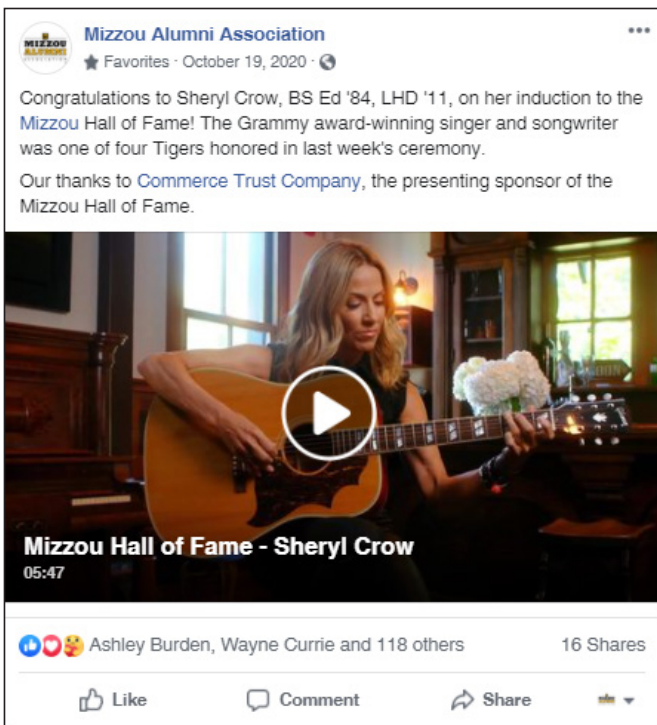 MIZZOU
ALUMNI
ASSOCIATION
Mizzou Alumni Association
Favorites · October 19, 2020 ·
Congratulations to Sheryl Crow, BS Ed '84, LHD '11, on her induction to the
Mizzou Hall of Fame! The Grammy award-winning singer and songwriter
was one of four Tigers honored in last week's ceremony.
Our thanks to Commerce Trust Company, the presenting sponsor of the
Mizzou Hall of Fame.
Mizzou Hall of Fame - Sheryl Crow
05:47
Ashley Burden, Wayne Currie and 118 others
16 Shares
Like
Comment
Share